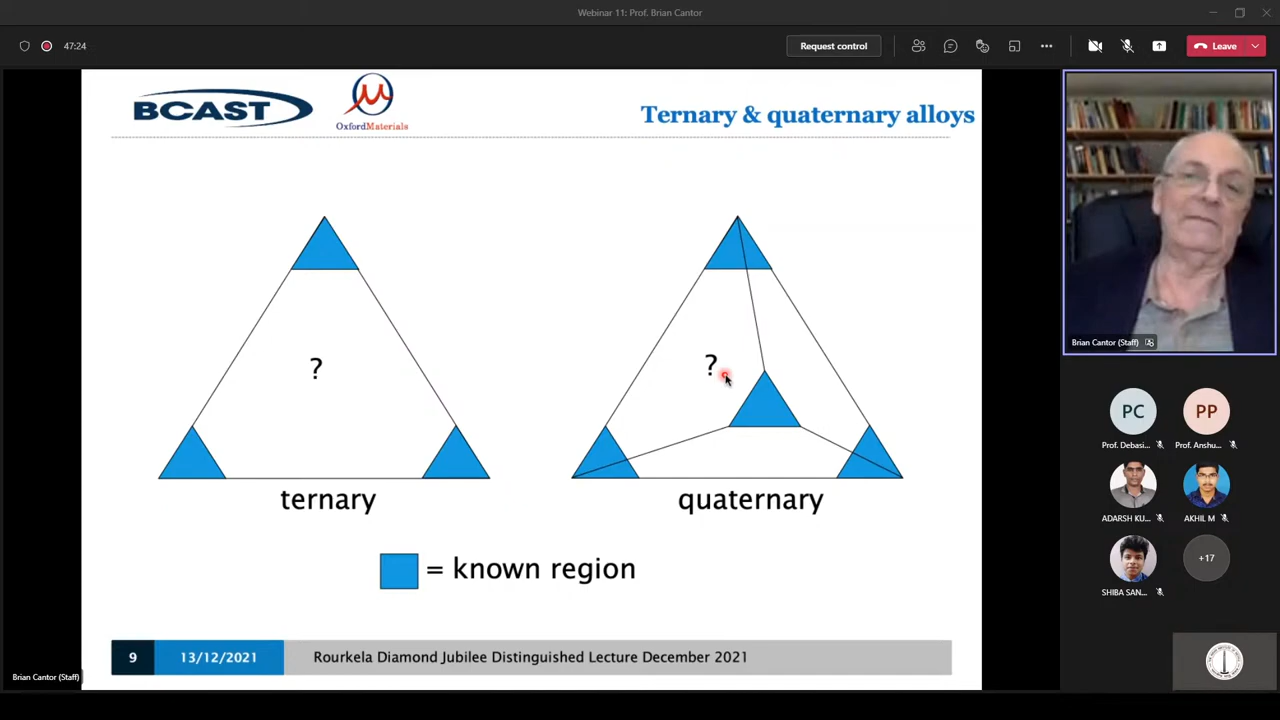 Webinar 11: Prof. Brian Cantor
47:24
Request control
Leave
BCAST
OxfordMaterials
Ternary & quaternary alloys
?
?
ternary
quaternary
= known region
9
13/12/2021
Rourkela Diamond Jubilee Distinguished Lecture December 2021
Brian Cantor (Staff)
Brian Cantor (Staff)
PC
PP
Prof. Debasi...
Prof. Anshu...
ADARSH KU...
AKHIL M
SHIBA SAN...
+17